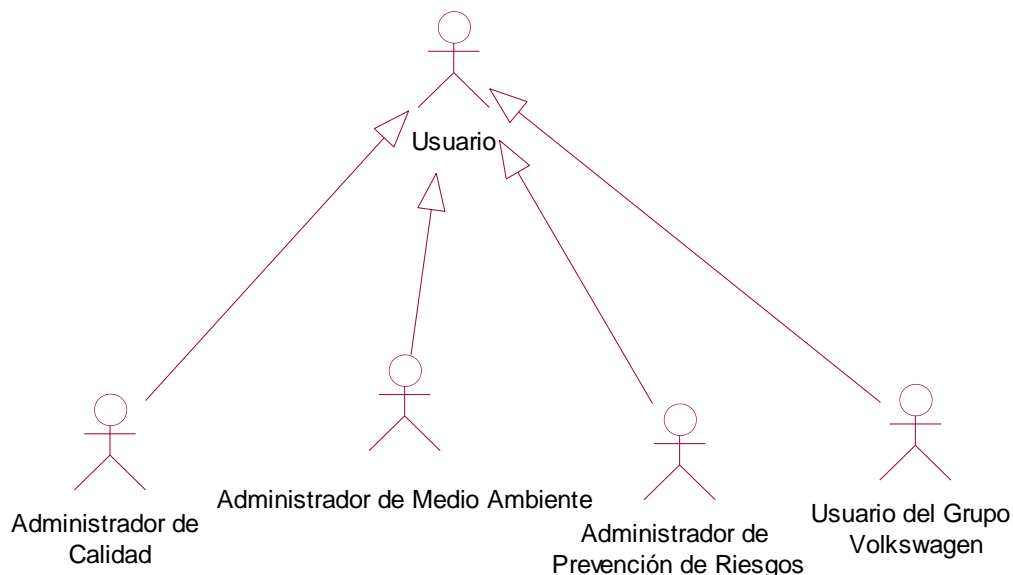 Usuario
Administrador de
Calidad
Administrador de Medio Ambiente
Administrador de
Prevención de Riesgos
Usuario del Grupo
Volkswagen